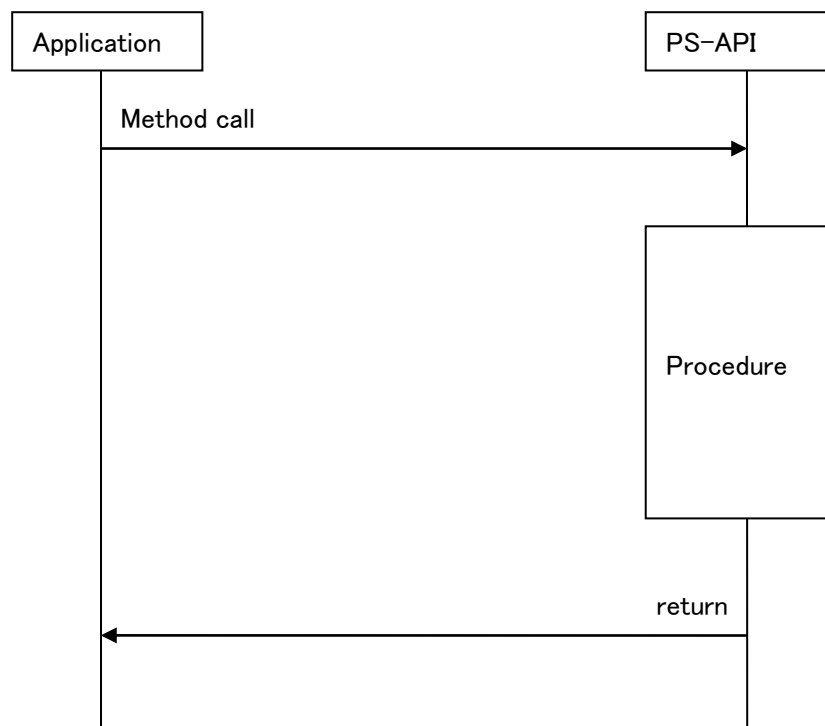 Application
PS-API
Method call
Procedure
return